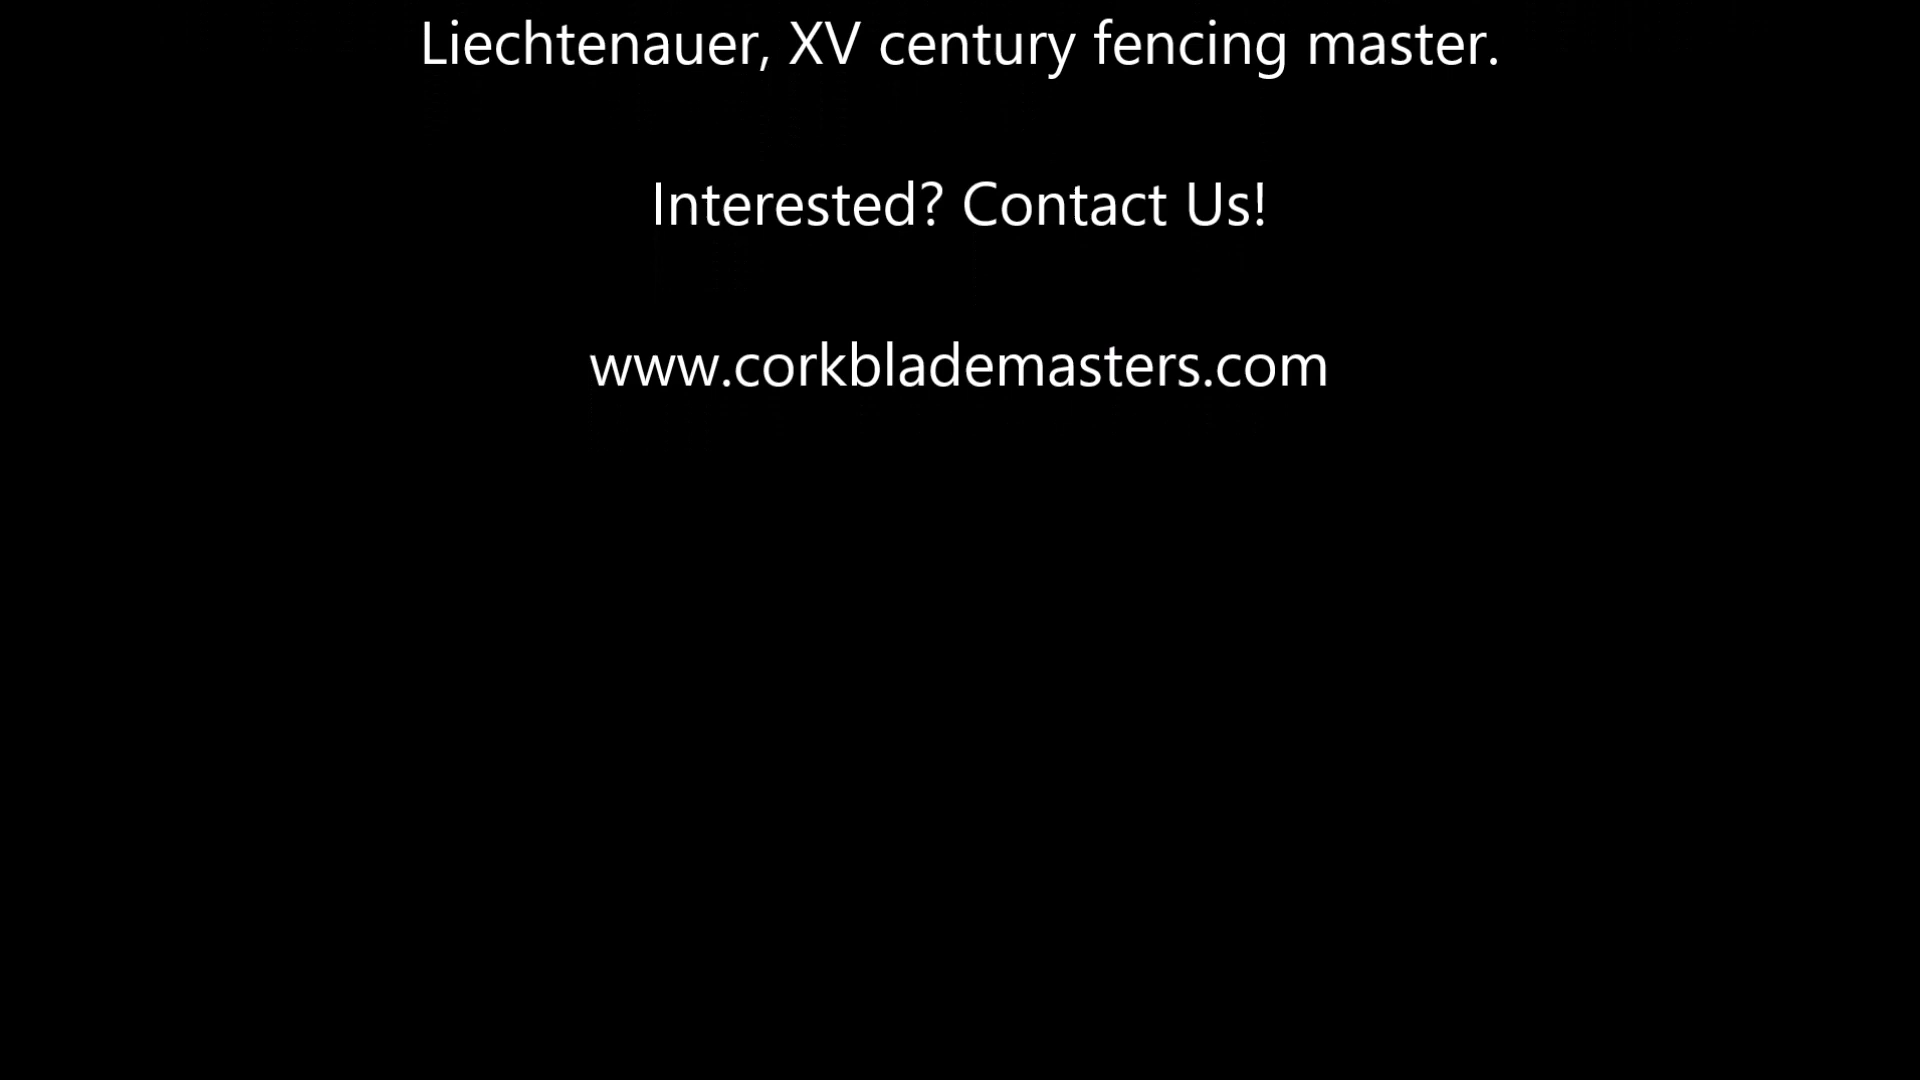 Liechtenauer, XV century fencing master.
Interested? Contact Us!
www.corkblademasters.com